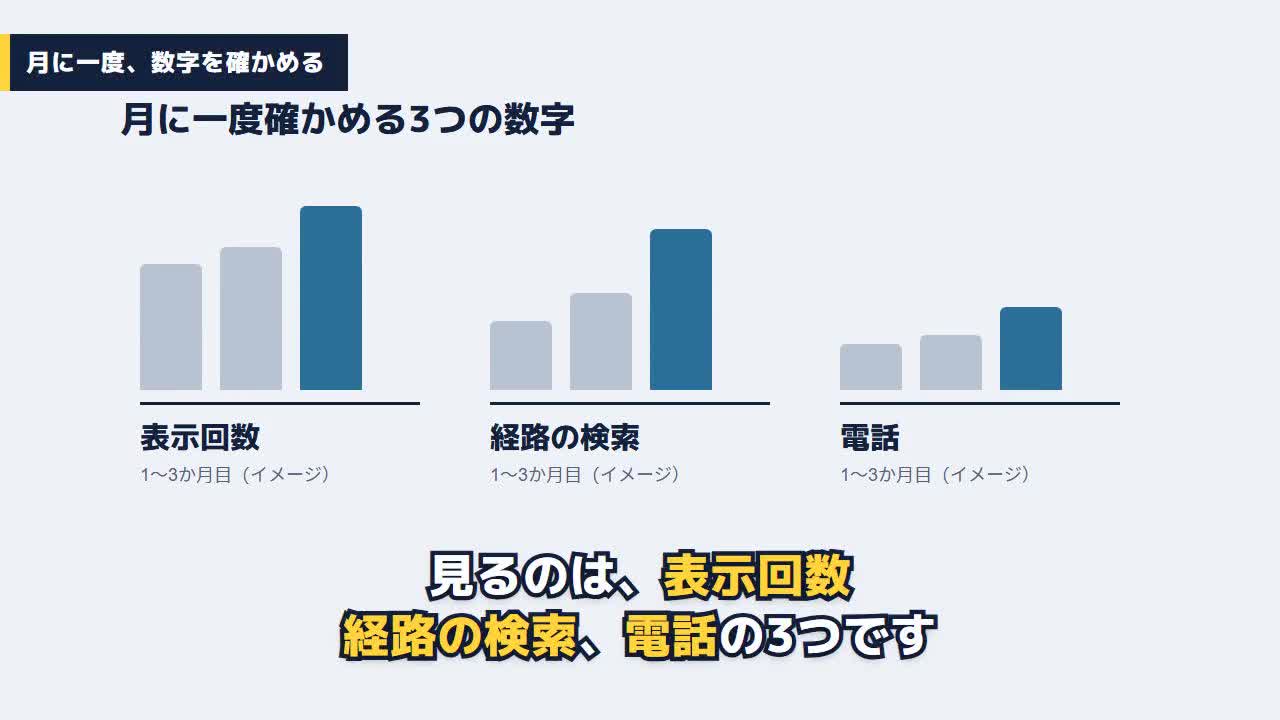 月に一度、数字を確かめる
月に一度確かめる3つの数字
表示回数
1〜3か月目（イメージ）
経路の検索
1〜3か月目（イメージ）
電話
1〜3か月目（イメージ）
見るのは、表示回数
経路の検索、電話の3つです